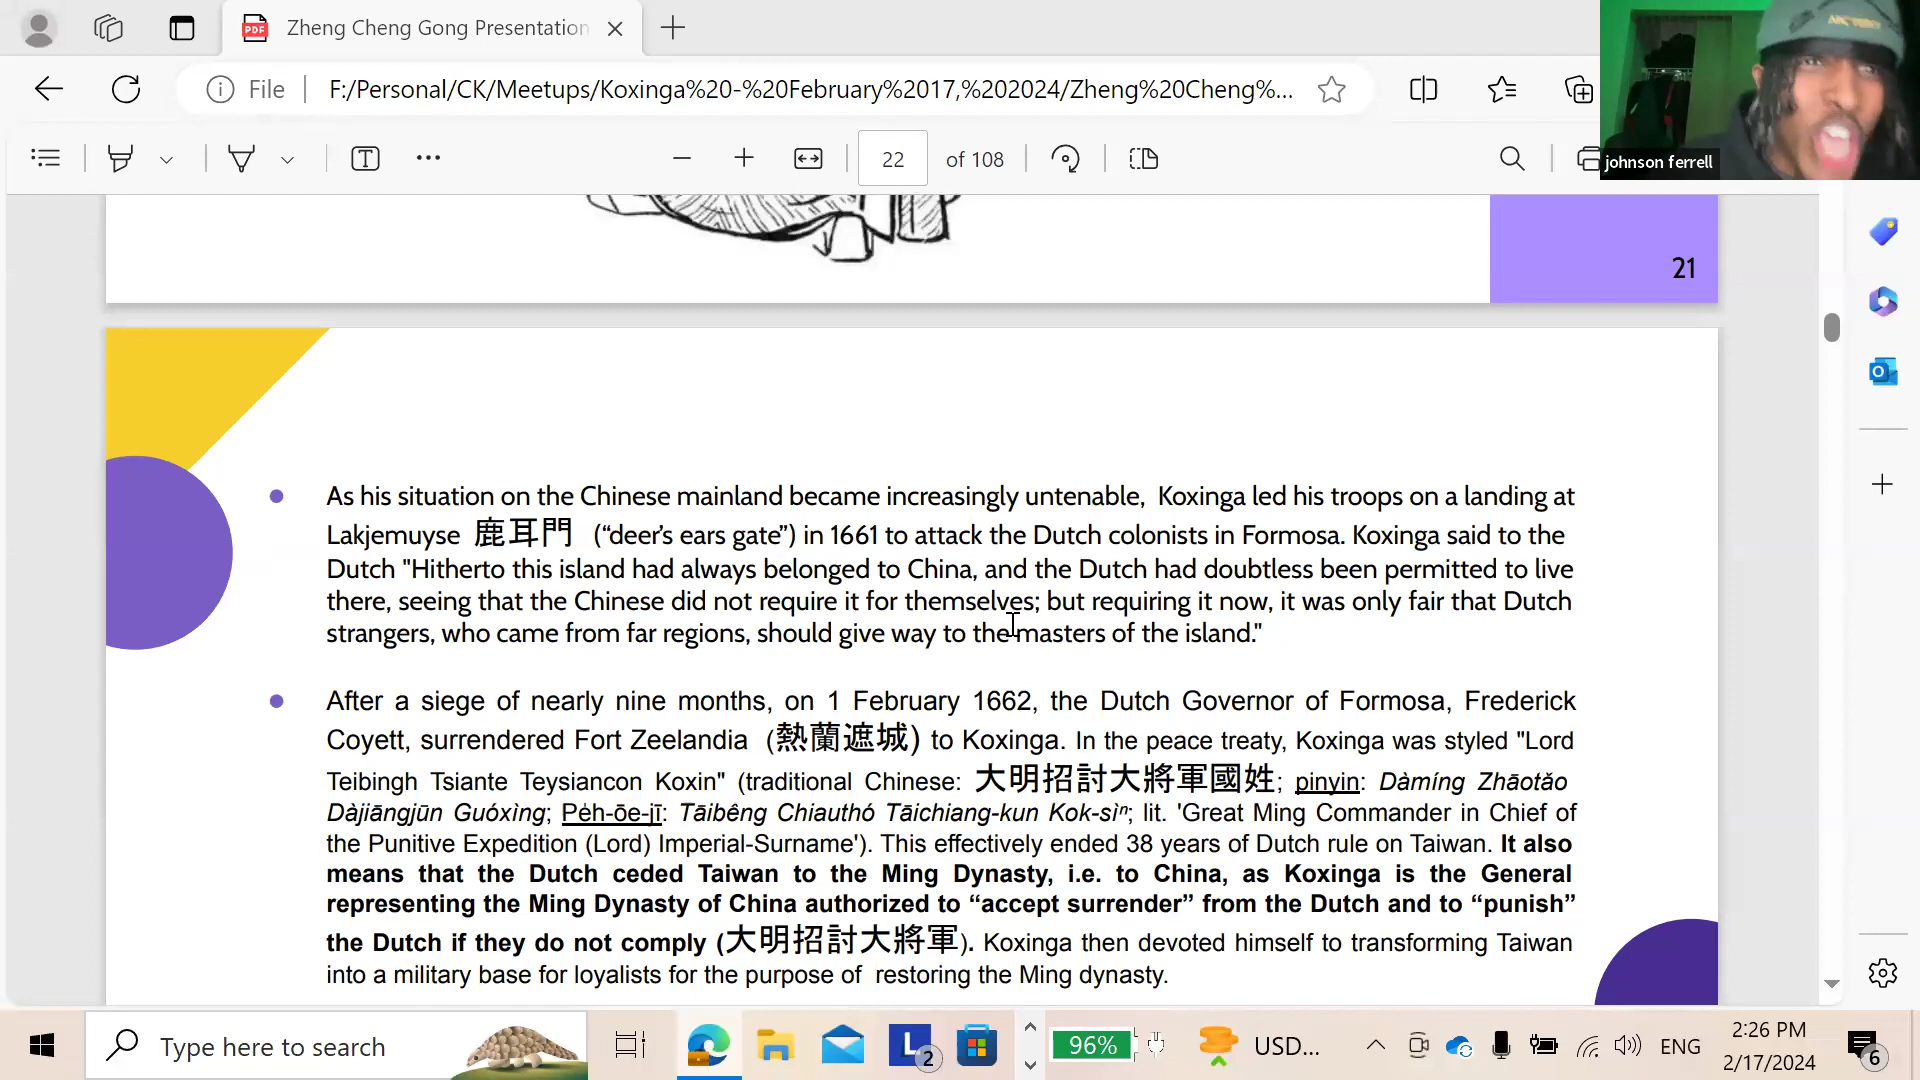 Zheng Cheng Gong Presentation
File
F:/Personal/CK/Meetups/Koxinga%20-%20February%2017,%202024/Zheng%20Cheng%...
22 of 108
johnson ferrell
21
As his situation on the Chinese mainland became increasingly untenable, Koxinga led his troops on a landing at
Lakjemuyse 鹿耳門 (“deer’s ears gate”) in 1661 to attack the Dutch colonists in Formosa. Koxinga said to the
Dutch "Hitherto this island had always belonged to China, and the Dutch had doubtless been permitted to live
there, seeing that the Chinese did not require it for themselves; but requiring it now, it was only fair that Dutch
strangers, who came from far regions, should give way to the masters of the island."
After a siege of nearly nine months, on 1 February 1662, the Dutch Governor of Formosa, Frederick
Coyett, surrendered Fort Zeelandia (熱蘭遮城) to Koxinga. In the peace treaty, Koxinga was styled "Lord
Teibingh Tsiante Teysiancon Koxin" (traditional Chinese: 大明招討大將軍國姓; pinyin: Dàmíng Zhāotǎo
Dàjiāngjūn Guóxìng; Pe̍h-ōe-jī: Tāibêng Chiauthó Tāichiang-kun Kok-sìⁿ; lit. 'Great Ming Commander in Chief of
the Punitive Expedition (Lord) Imperial-Surname'). This effectively ended 38 years of Dutch rule on Taiwan. It also
means that the Dutch ceded Taiwan to the Ming Dynasty, i.e. to China, as Koxinga is the General
representing the Ming Dynasty of China authorized to “accept surrender” from the Dutch and to “punish”
the Dutch if they do not comply (大明招討大將軍). Koxinga then devoted himself to transforming Taiwan
into a military base for loyalists for the purpose of restoring the Ming dynasty.
Type here to search
L
2
96%
USD...
ENG
2:26 PM
2/17/2024
6